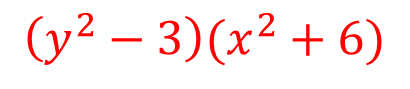 (y² − 3)(x² + 6)